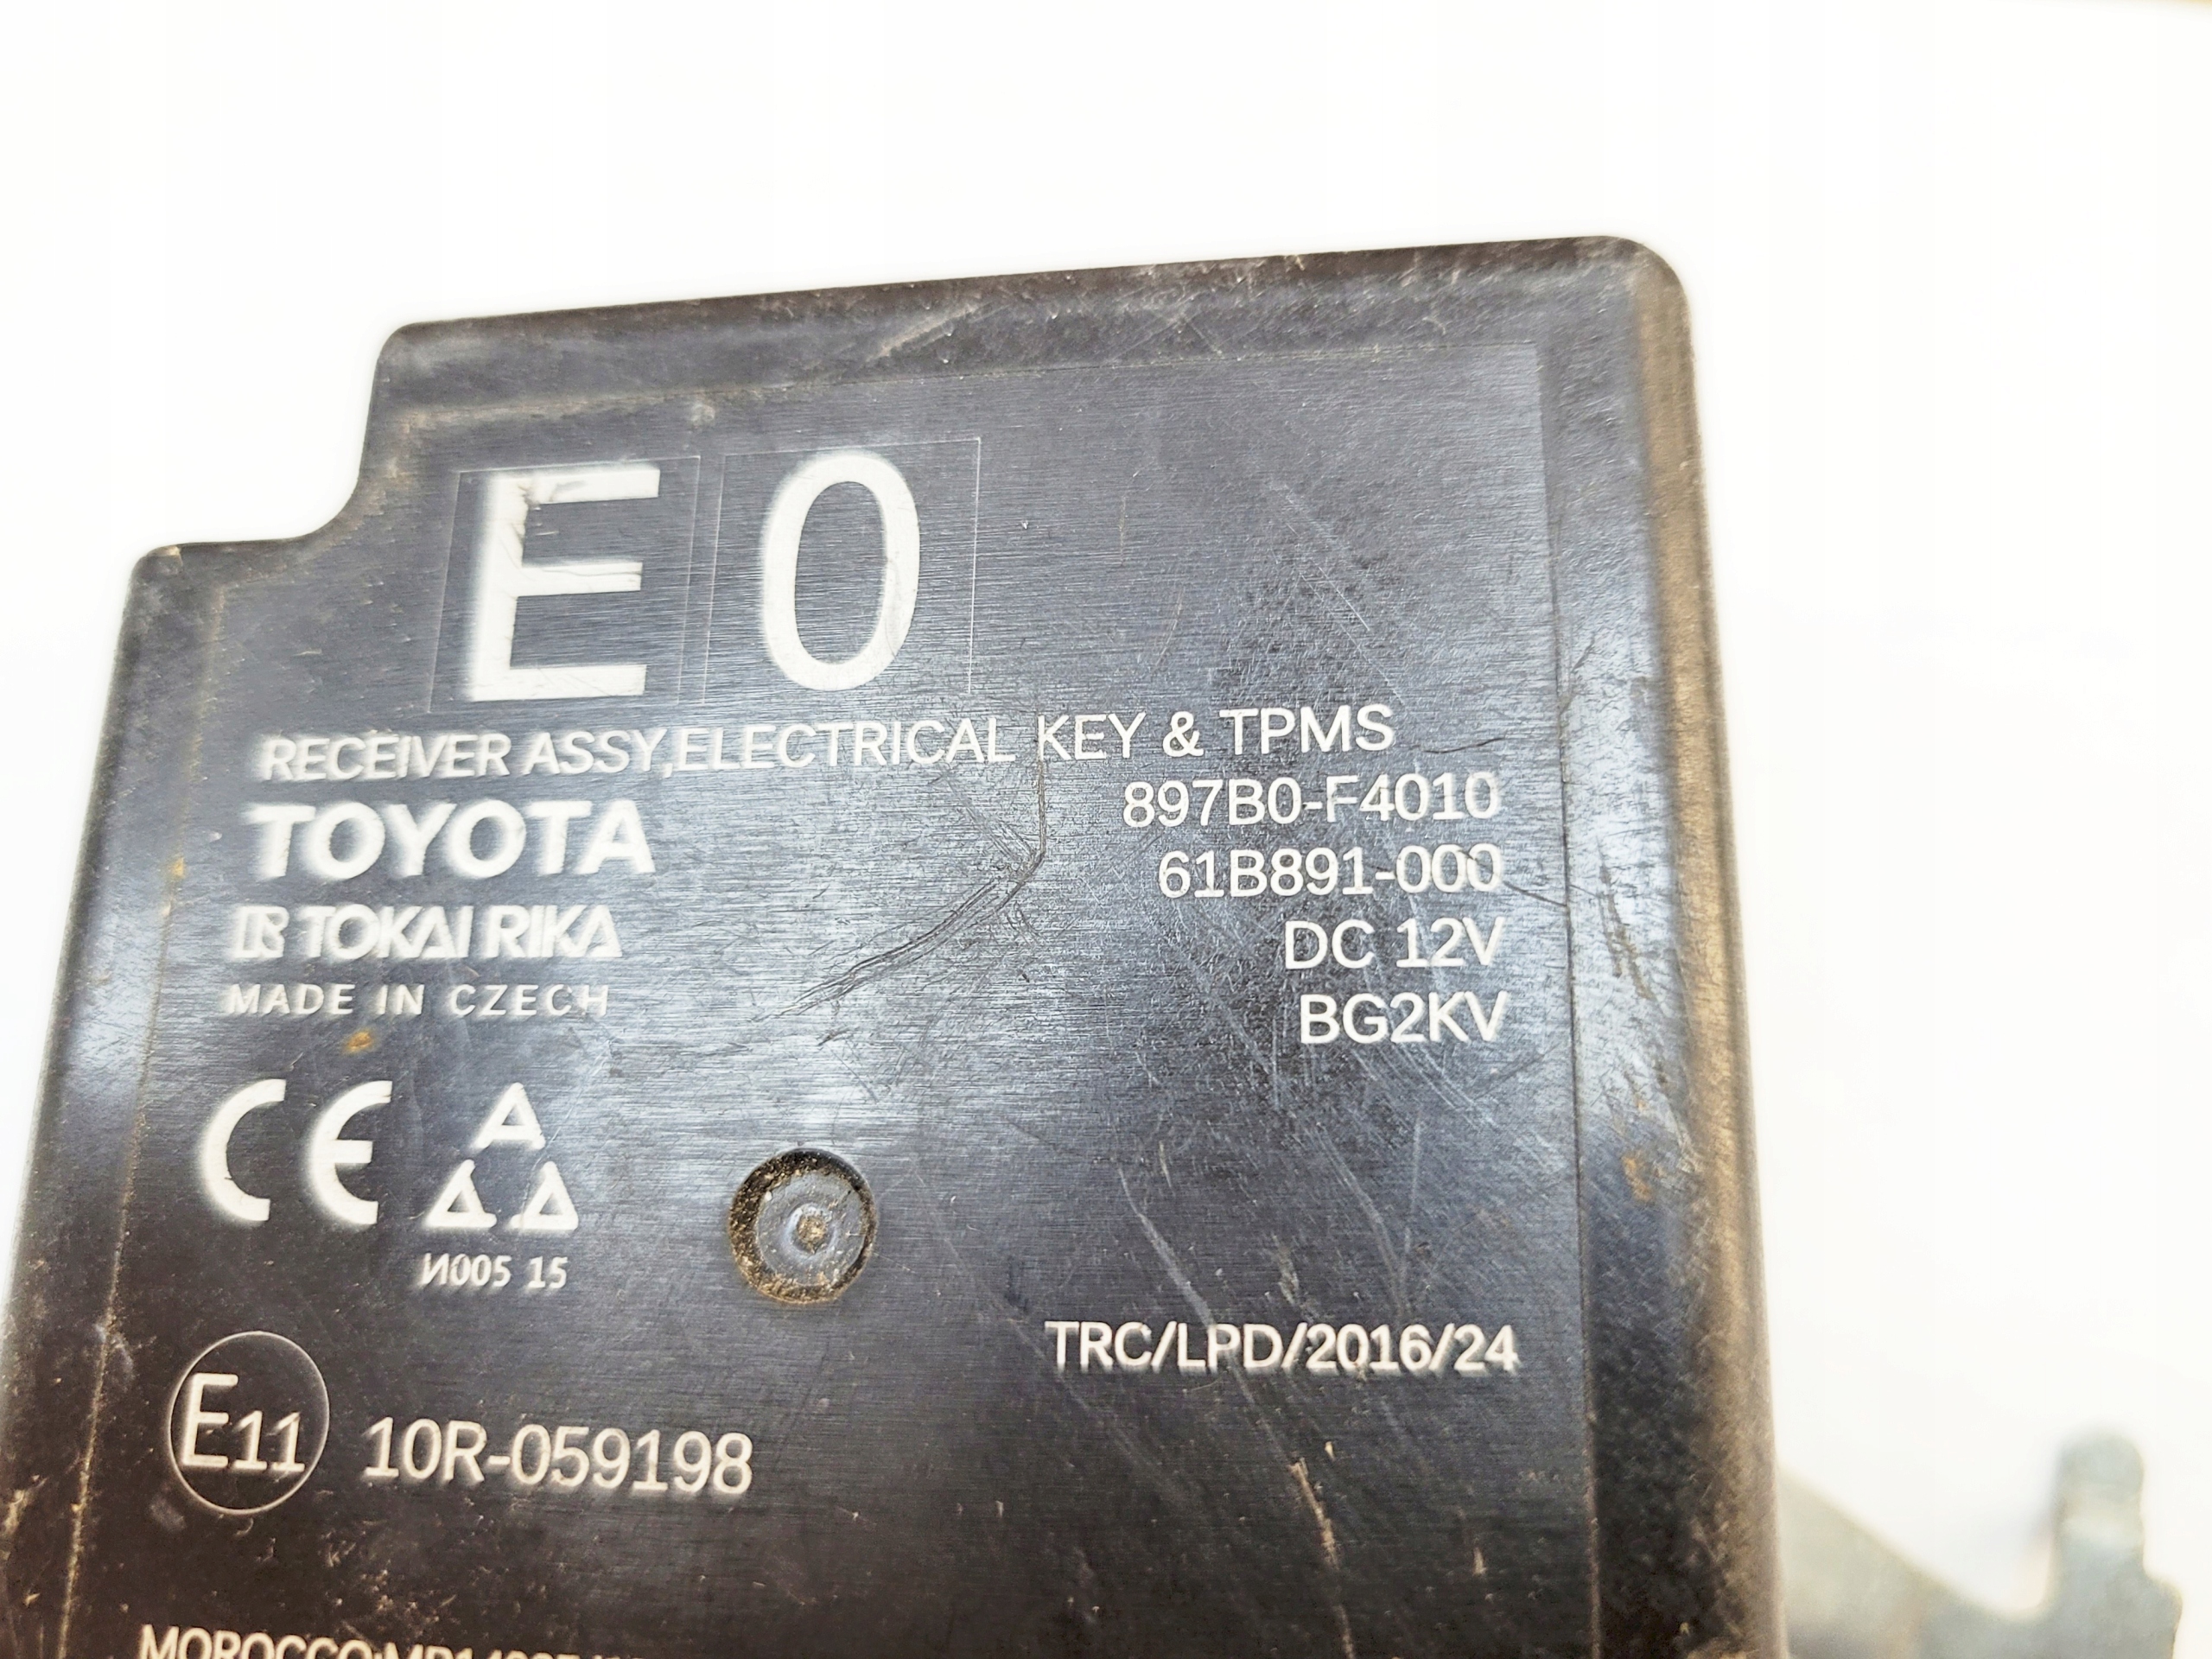 E0
RECEIVER ASSY,ELECTRICAL KEY & TPMS
897B0-F4010
TOYOTA
61B891-000
TOKAI RIKA
DC 12V
MADE IN CZECH
BG2KV
CE
И005 15
TRC/LPD/2016/24
E11 10R-059198